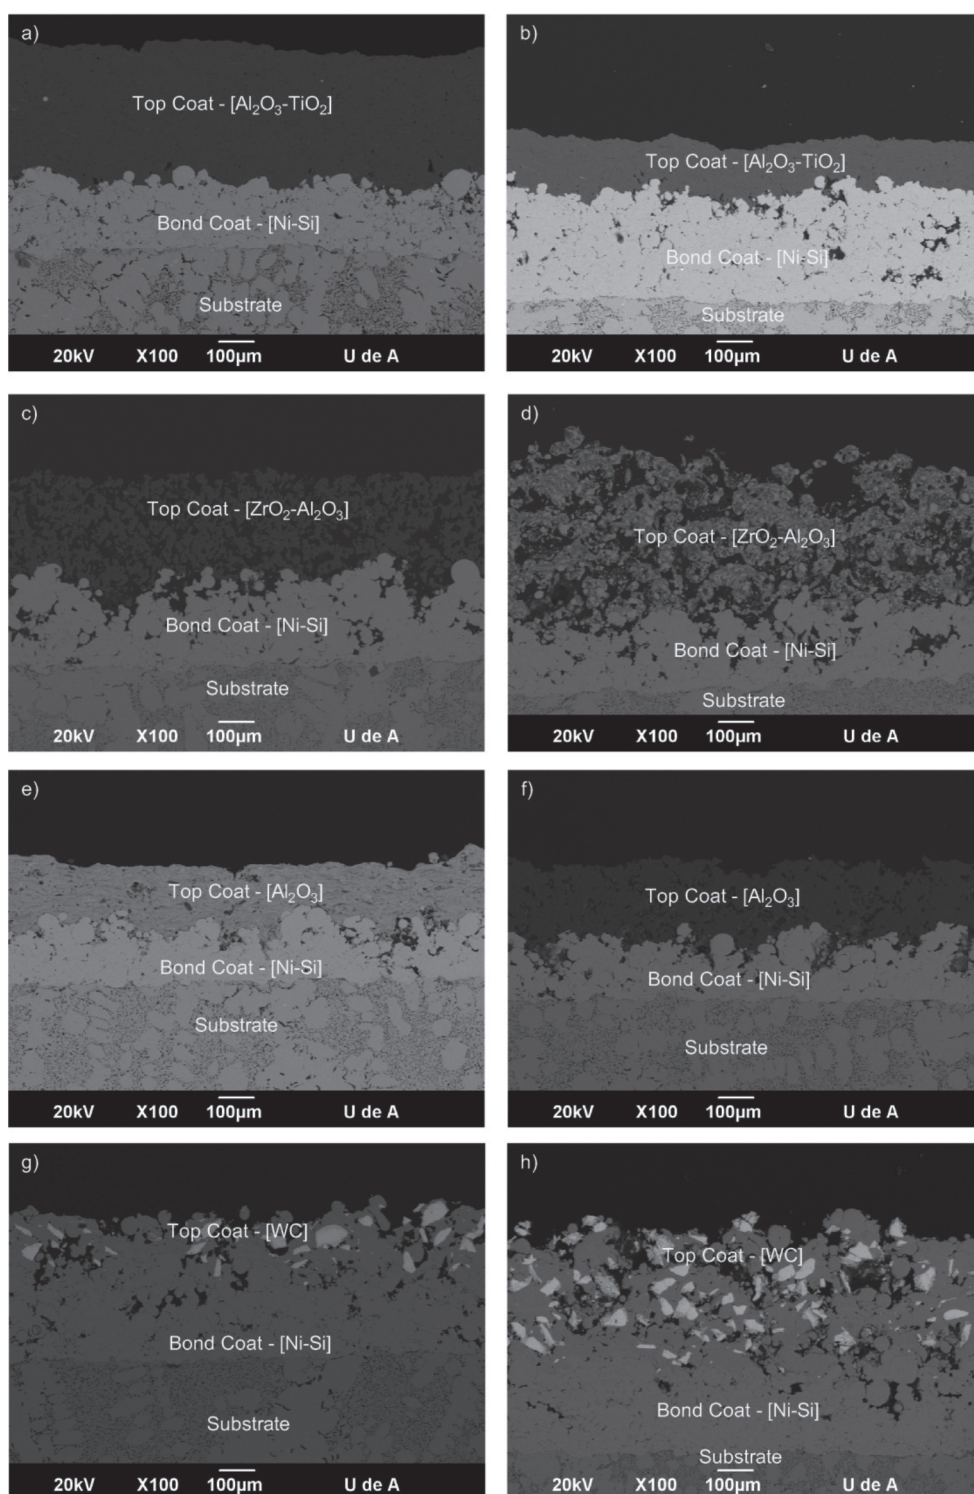 a)
Top Coat - [Al₂O₃-TiO₂]
Bond Coat - [Ni-Si]
Substrate
20kV X100 100µm U de A
b)
Top Coat - [Al₂O₃-TiO₂]
Bond Coat - [Ni-Si]
Substrate
20kV X100 100µm U de A
c)
Top Coat - [ZrO₂-Al₂O₃]
Bond Coat - [Ni-Si]
Substrate
20kV X100 100µm U de A
d)
Top Coat - [ZrO₂-Al₂O₃]
Bond Coat - [Ni-Si]
Substrate
20kV X100 100µm U de A
e)
Top Coat - [Al₂O₃]
Bond Coat - [Ni-Si]
Substrate
20kV X100 100µm U de A
f)
Top Coat - [Al₂O₃]
Bond Coat - [Ni-Si]
Substrate
20kV X100 100µm U de A
g)
Top Coat - [WC]
Bond Coat - [Ni-Si]
Substrate
20kV X100 100µm U de A
h)
Top Coat - [WC]
Bond Coat - [Ni-Si]
Substrate
20kV X100 100µm U de A